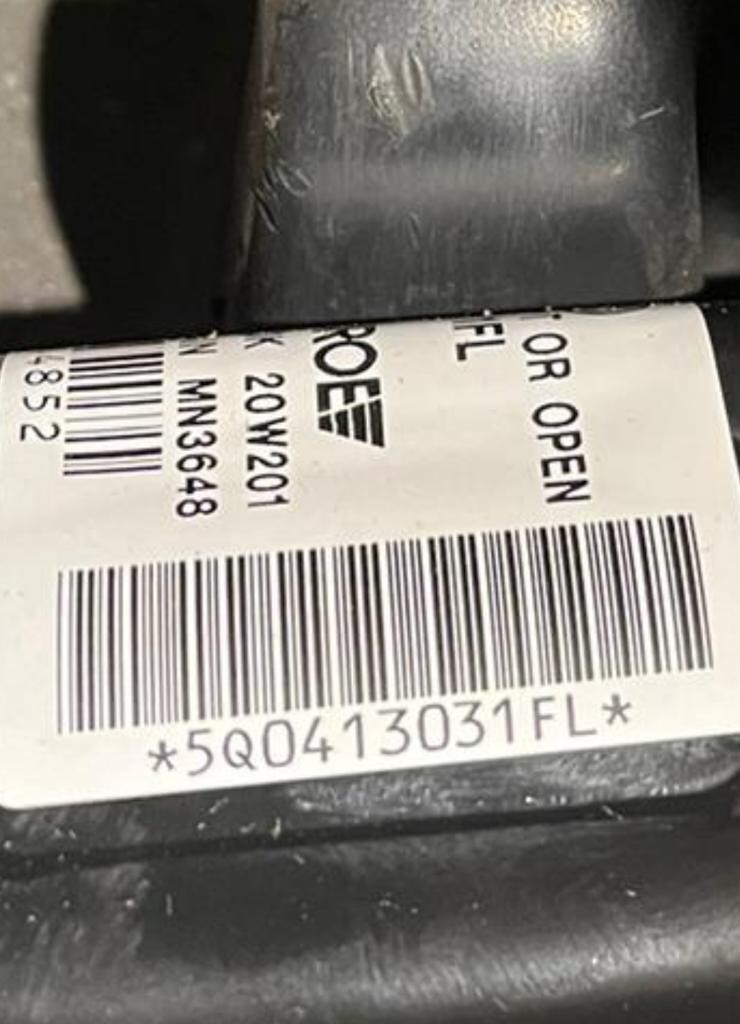 OR OPEN
FL
ROE
20W201
MN3648
4852
*5Q0413031FL*